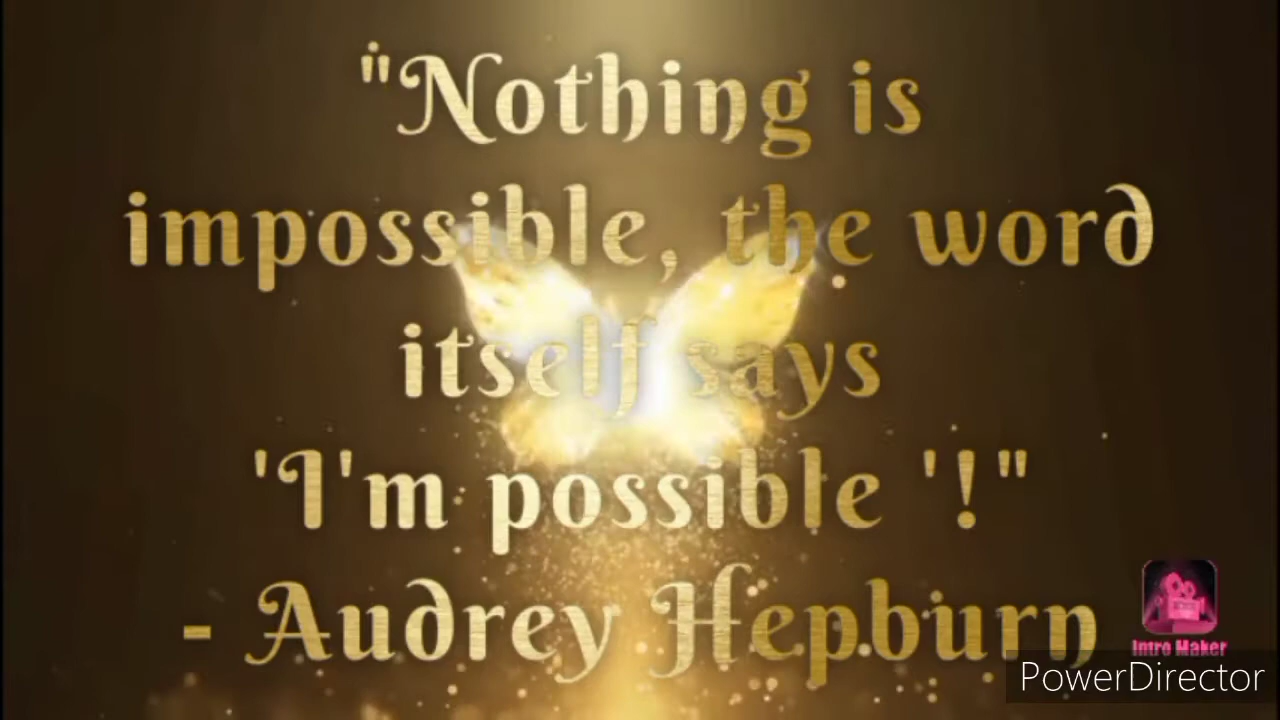 "Nothing is
impossible, the word
itself says
'I'm possible '!"
- Audrey Hepburn
Intro Maker
PowerDirector